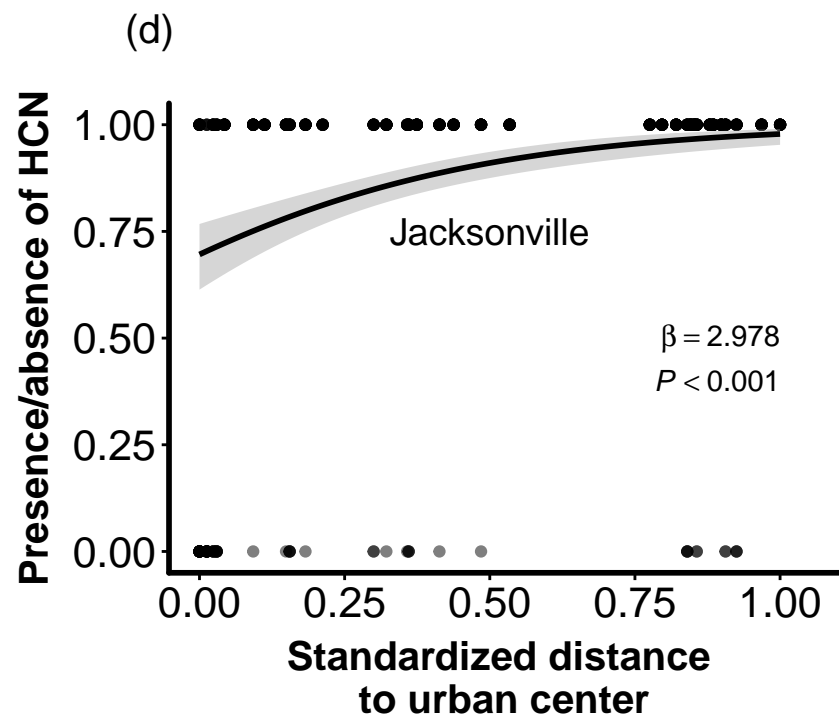 (d)
Presence/absence of HCN
1.00
0.75
0.50
0.25
0.00
Jacksonville
β = 2.978
P < 0.001
0.00 0.25 0.50 0.75 1.00
Standardized distance
to urban center